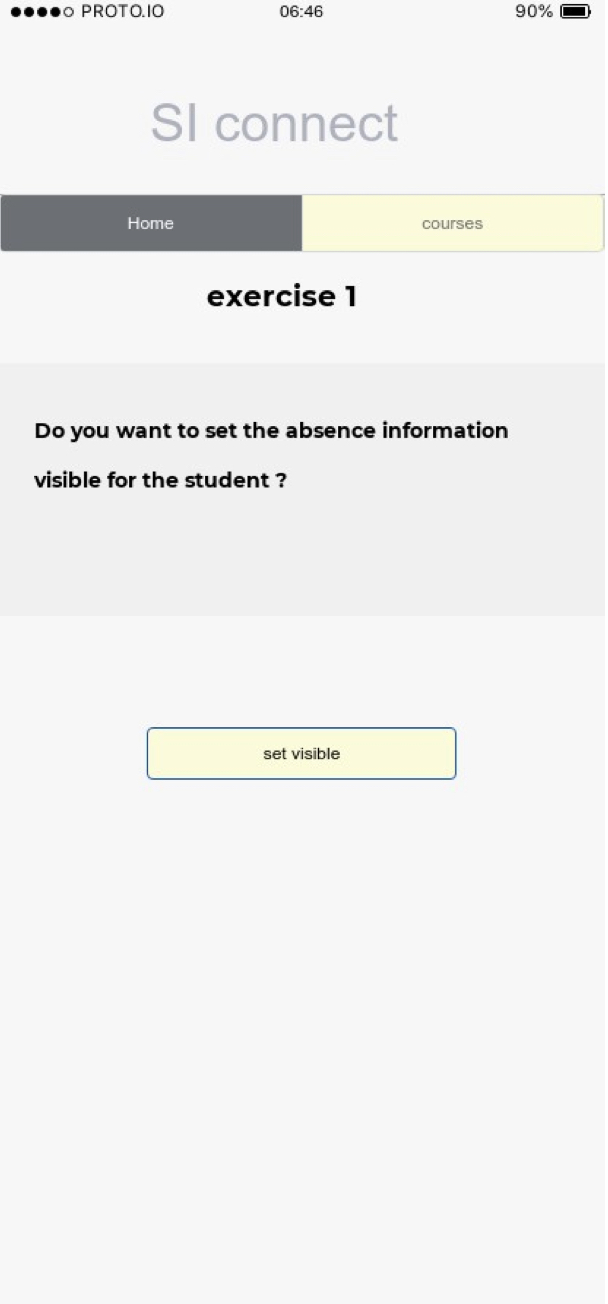 PROTO.IO 06:46 90%
SI connect
Home courses
exercise 1
Do you want to set the absence information
visible for the student ?
set visible